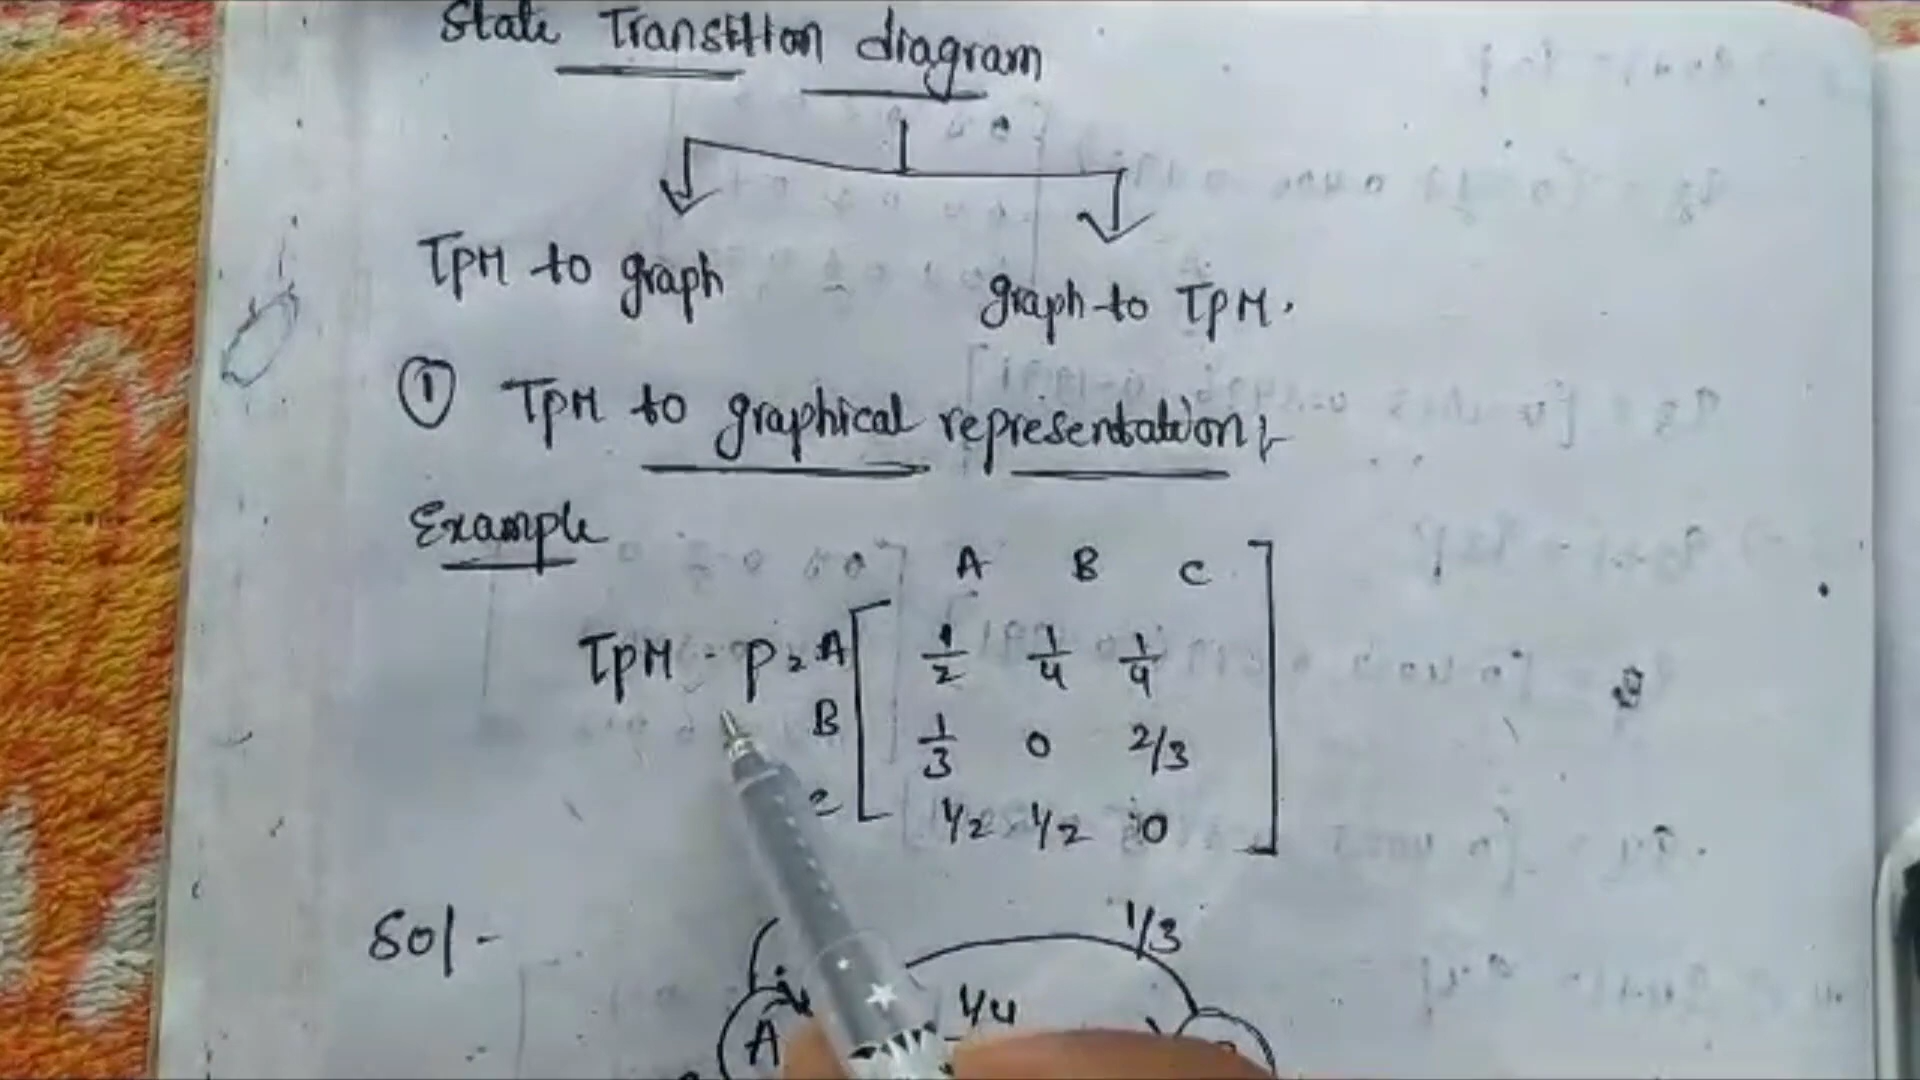 State Transition diagram
TPM to graph graph to TPM.
① TPM to graphical representation:
Example
A B C
TPM - P = A [ 1/2 1/4 1/4
B 1/3 0 2/3
C 1/2 1/2 0 ]
Sol -
1/3
1/4
A